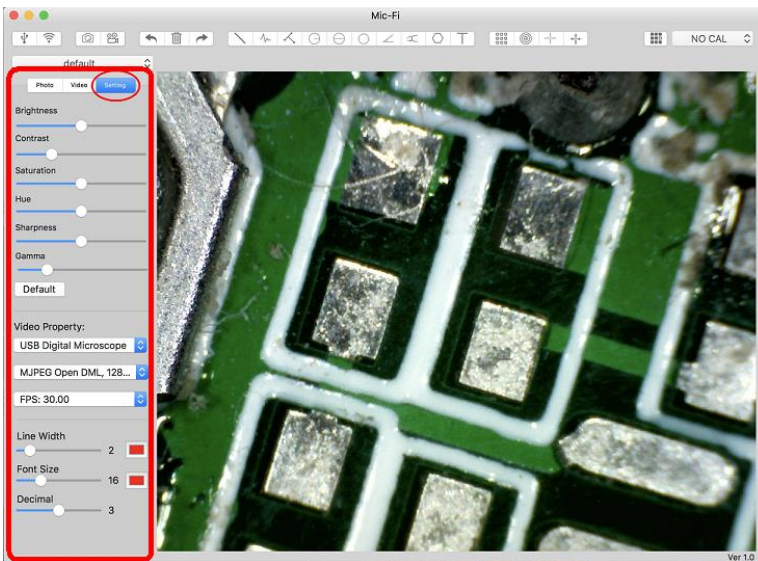 Mic-Fi
NO CAL
default
Photo Video Setting
Brightness
Contrast
Saturation
Hue
Sharpness
Gamma
Default
Video Property:
USB Digital Microscope
MJPEG Open DML, 128...
FPS: 30.00
Line Width
2
Font Size
16
Decimal
3
Ver 1.0